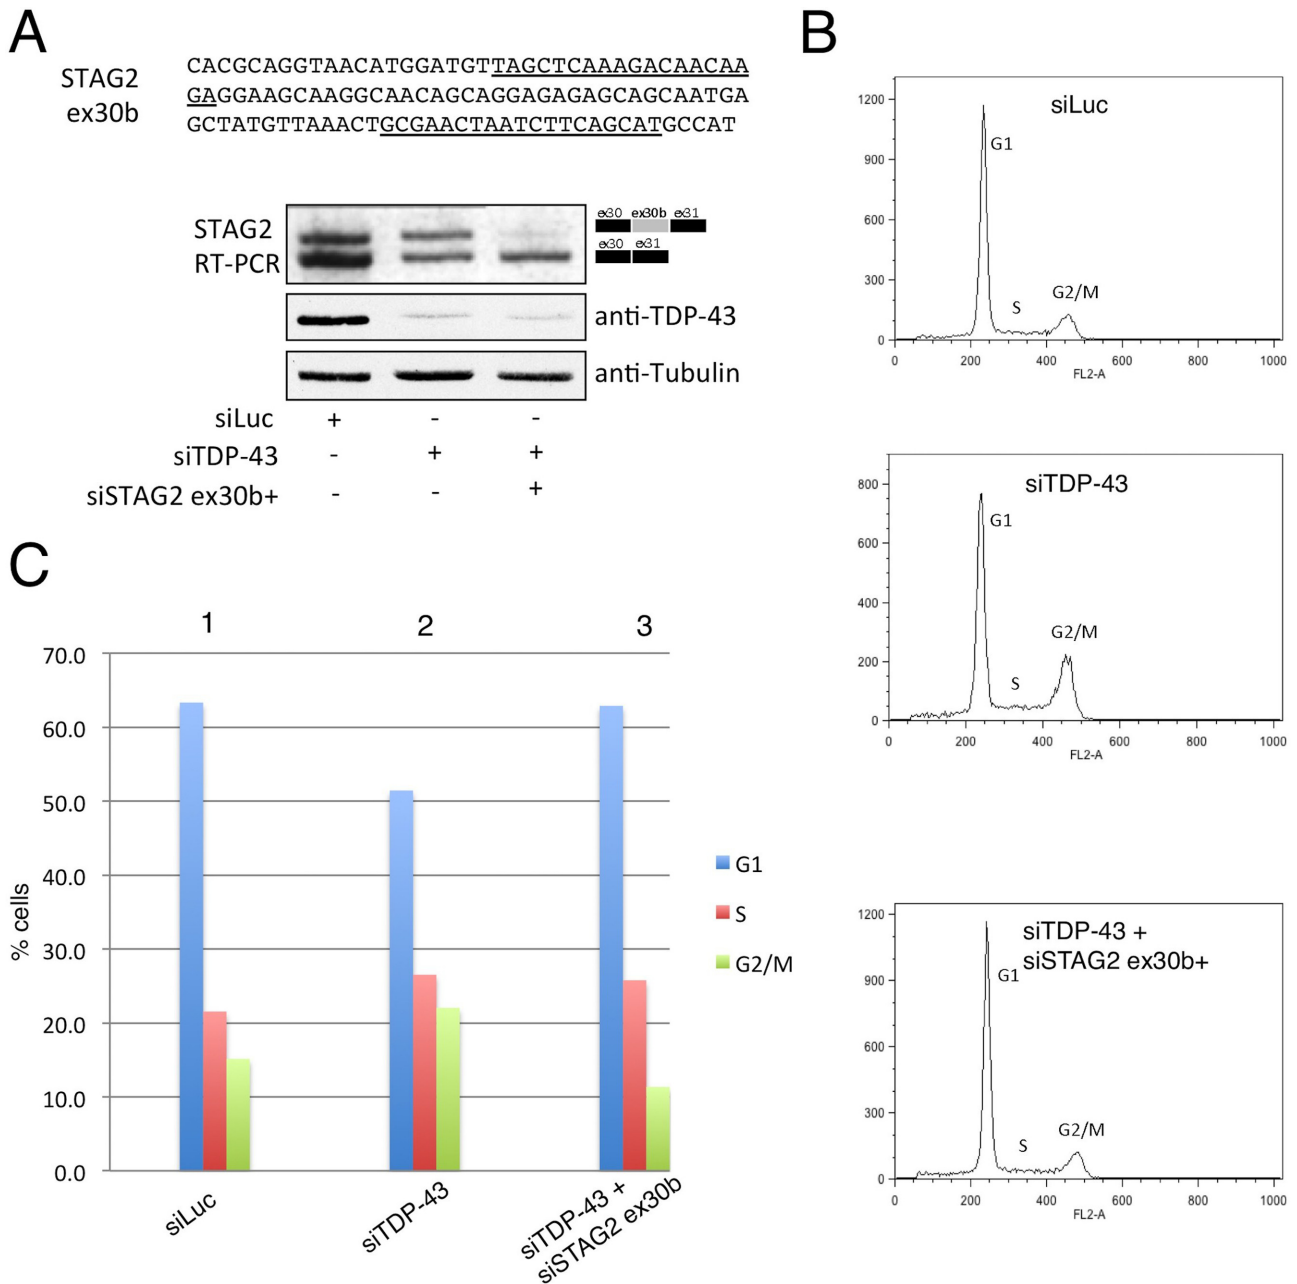 A
STAG2
ex30b
CACGCAGGTAACATGGATGTTAGCTCAAAGACAACAA
GAGGAAGCAAGGCAACAGCAGGAGAGAGCAGCAATGA
GCTATGTTAAACTGCGAACTAATCTTCAGCATGCCAT
STAG2
RT-PCR
ex30 ex30b ex31
ex30 ex31
anti-TDP-43
anti-Tubulin
siLuc + - -
siTDP-43 - + +
siSTAG2 ex30b+ - - +
B
siLuc
G1
S
G2/M
1200
900
600
300
0
0 200 400 600 800 1000
FL2-A
siTDP-43
G1
S
G2/M
800
600
400
200
0
0 200 400 600 800 1000
FL2-A
siTDP-43 +
siSTAG2 ex30b+
G1
S
G2/M
1200
900
600
300
0
0 200 400 600 800 1000
FL2-A
C
1 2 3
70.0
60.0
50.0
40.0
30.0
20.0
10.0
0.0
% cells
siLuc
siTDP-43
siTDP-43 +
siSTAG2 ex30b
G1
S
G2/M